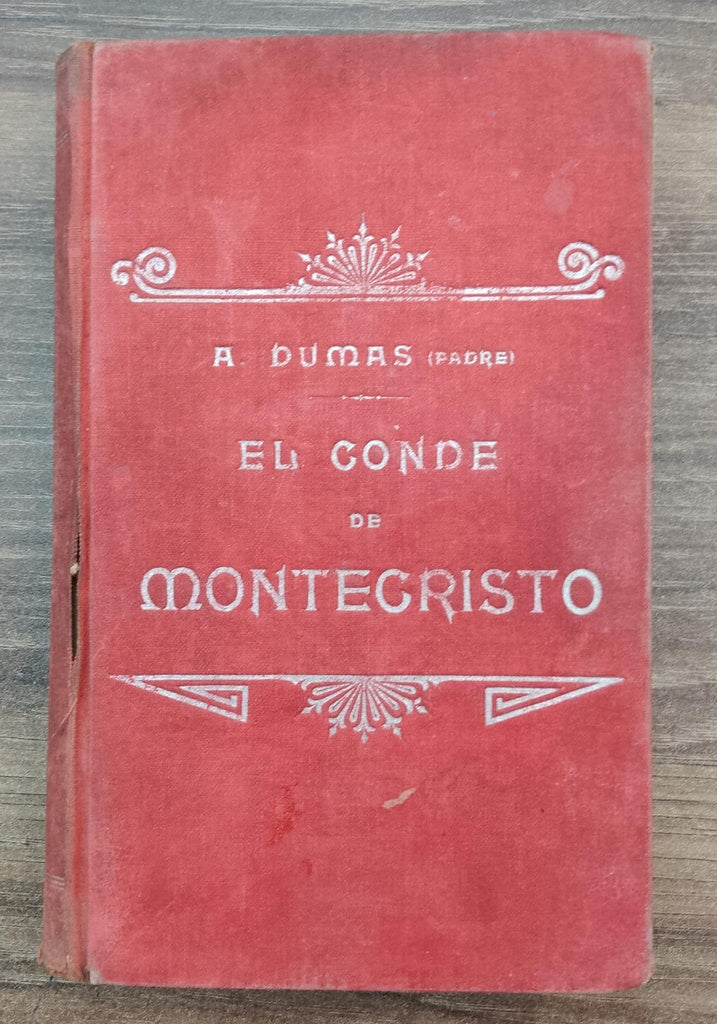 A. DUMAS (PADRE)
EL CONDE
DE
MONTECRISTO